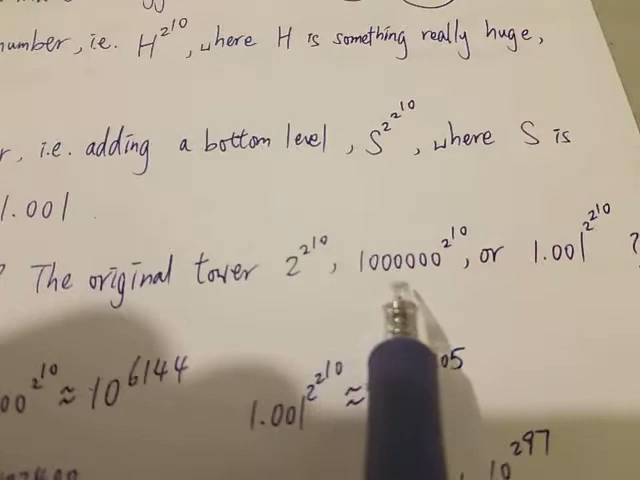 number, i.e. H^2^10, where H is something really huge,
r, i.e. adding a bottom level, S^2^2^10, where S is
1.001
? The original tower 2^2^10, 1000000^2^10, or 1.001^2^2^10 ?
00^2^10 ≈ 10^6144 1.001^2^2^10 ≈ 05
10^297